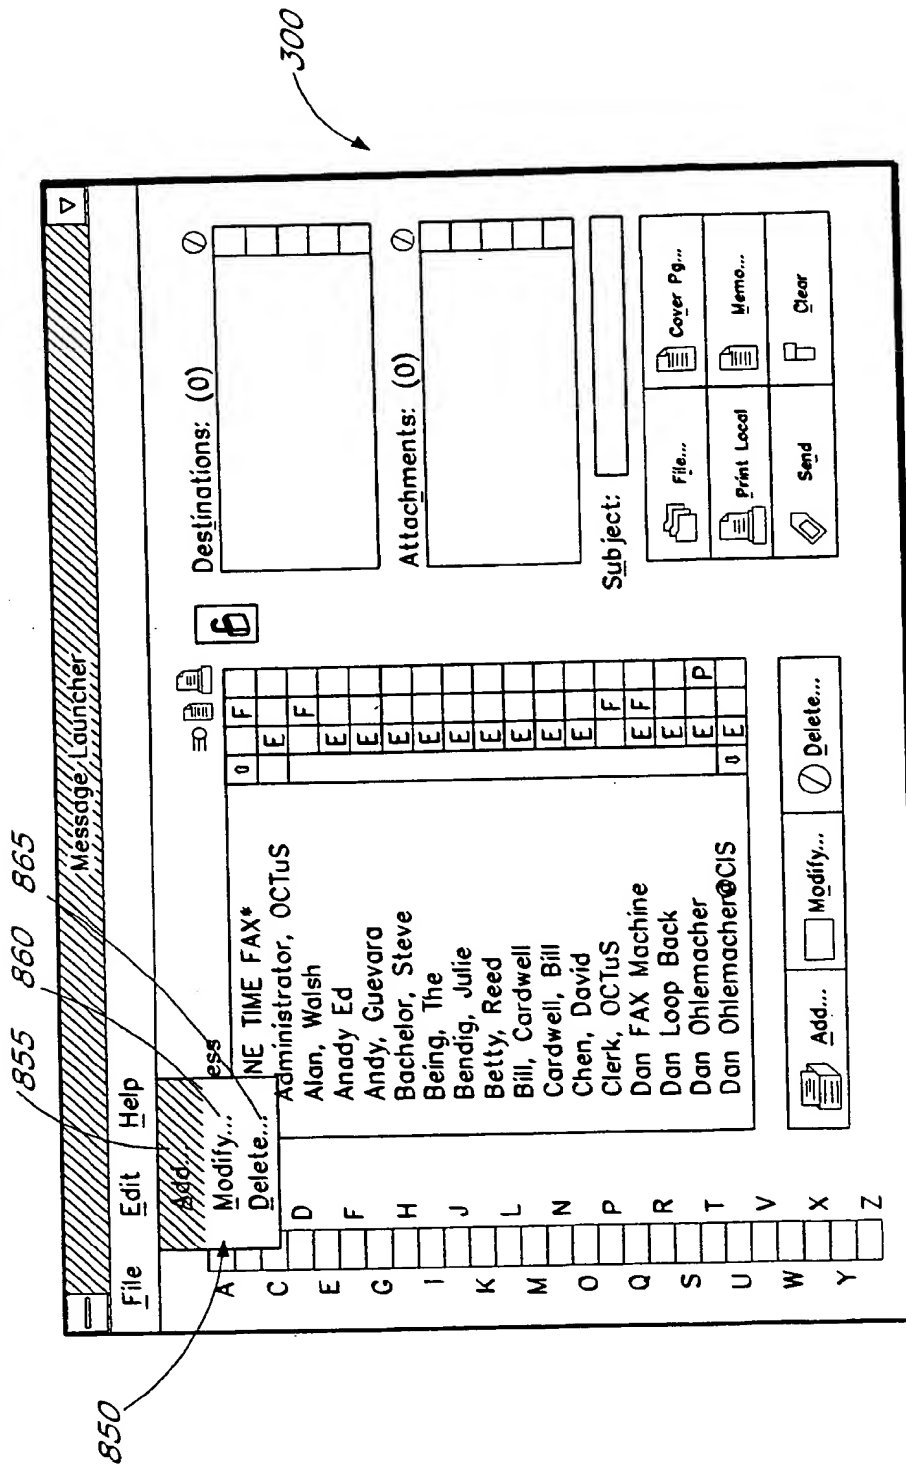 300
855 860 865
850
Message Launcher
File Edit Help
Add...
Modify...
Delete...
ess
NE TIME FAX* F
Administrator, OCTuS E
Alan, Walsh F
Anady Ed E
Andy, Guevara E
Bachelor, Steve E
Being, The E
Bendig, Julie E
Betty, Reed E
Bill, Cardwell E
Cardwell, Bill E
Chen, David E
Clerk, OCTuS F
Dan FAX Machine E F
Dan Loop Back E
Dan Ohlemacher E P
Dan Ohlemacher@CIS E
A
C D
E F
G H
I J
K L
M N
O P
Q R
S T
U V
W X
Y Z
Add... Modify... Delete...
Destinations: (0)
Attachments: (0)
Subject:
File... Cover Pg...
Print Local Memo...
Send Clear